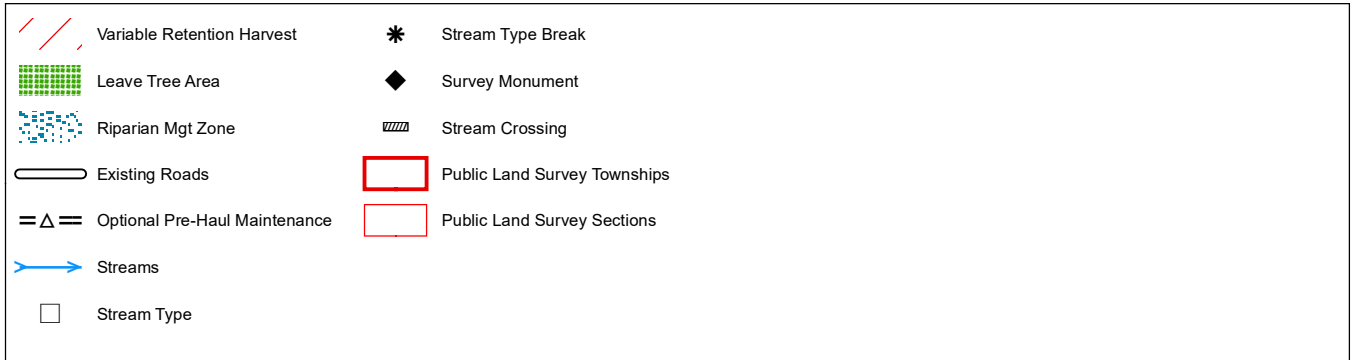 Variable Retention Harvest
Leave Tree Area
Riparian Mgt Zone
Existing Roads
Optional Pre-Haul Maintenance
Streams
Stream Type
Stream Type Break
Survey Monument
Stream Crossing
Public Land Survey Townships
Public Land Survey Sections